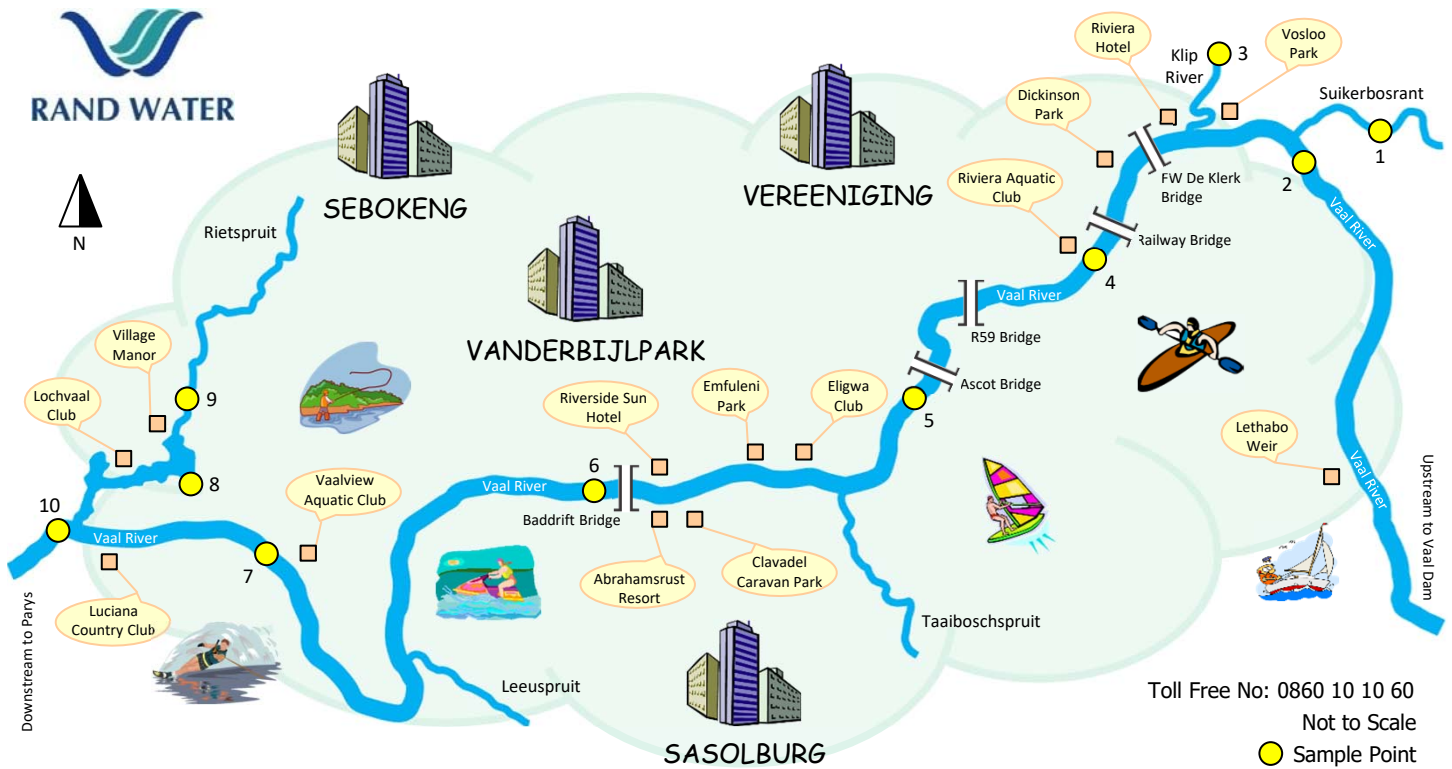 RAND WATER
N
SEBOKENG
VEREENIGING
VANDERBIJLPARK
SASOLBURG
Riviera
Hotel
Klip
River
3
Vosloo
Park
Suikerbosrant
1
2
Dickinson
Park
FW De Klerk
Bridge
Riviera Aquatic
Club
Railway Bridge
4
Vaal River
Vaal River
R59 Bridge
Ascot Bridge
5
Rietspruit
Village
Manor
Lochvaal
Club
9
8
10
Vaalview
Aquatic Club
Vaal River
7
Luciana
Country Club
Riverside Sun
Hotel
Emfuleni
Park
Eligwa
Club
6
Vaal River
Baddrift Bridge
Abrahamsrust
Resort
Clavadel
Caravan Park
Taaiboschspruit
Leeuspruit
Lethabo
Weir
Vaal River
Upstream to Vaal Dam
Downstream to Parys
Toll Free No: 0860 10 10 60
Not to Scale
Sample Point